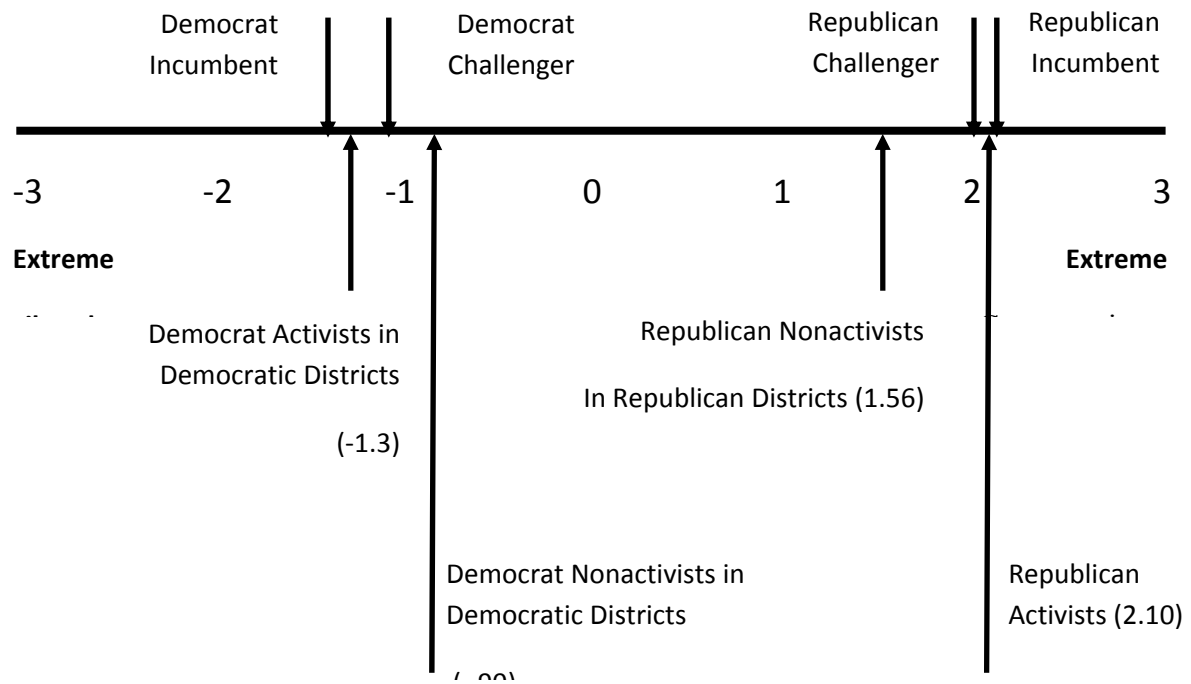 Democrat
Incumbent
Democrat
Challenger
Republican
Challenger
Republican
Incumbent
-3
-2
-1
0
1
2
3
Extreme
Extreme
Democrat Activists in
Democratic Districts
(-1.3)
Republican Nonactivists
In Republican Districts (1.56)
Democrat Nonactivists in
Democratic Districts
Republican
Activists (2.10)